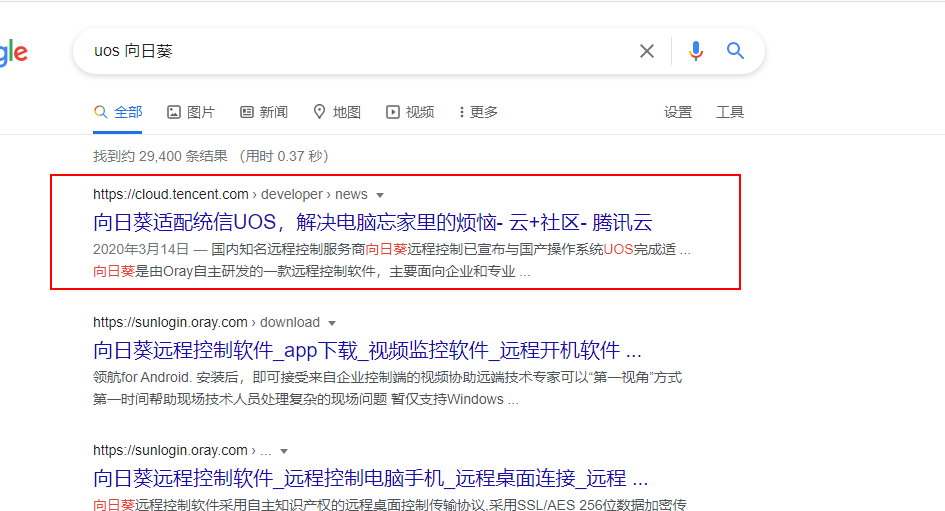 gle
uos 向日葵
全部 图片 新闻 地图 视频 更多 设置 工具
找到约 29,400 条结果 （用时 0.37 秒）
https://cloud.tencent.com › developer › news
向日葵适配统信UOS，解决电脑忘家里的烦恼- 云+社区- 腾讯云
2020年3月14日 — 国内知名远程控制服务商向日葵远程控制已宣布与国产操作系统UOS完成适 ...
向日葵是由Oray自主研发的一款远程控制软件，主要面向企业和专业 ...
https://sunlogin.oray.com › download
向日葵远程控制软件_app下载_视频监控软件_远程开机软件 ...
领航for Android. 安装后，即可接受来自企业控制端的视频协助远端技术专家可以“第一视角”方式
第一时间帮助现场技术人员处理复杂的现场问题 暂仅支持Windows ...
https://sunlogin.oray.com › ...
向日葵远程控制软件_远程控制电脑手机_远程桌面连接_远程 ...
向日葵远程控制软件采用自主知识产权的远程桌面控制传输协议,采用SSL/AES 256位数据加密传